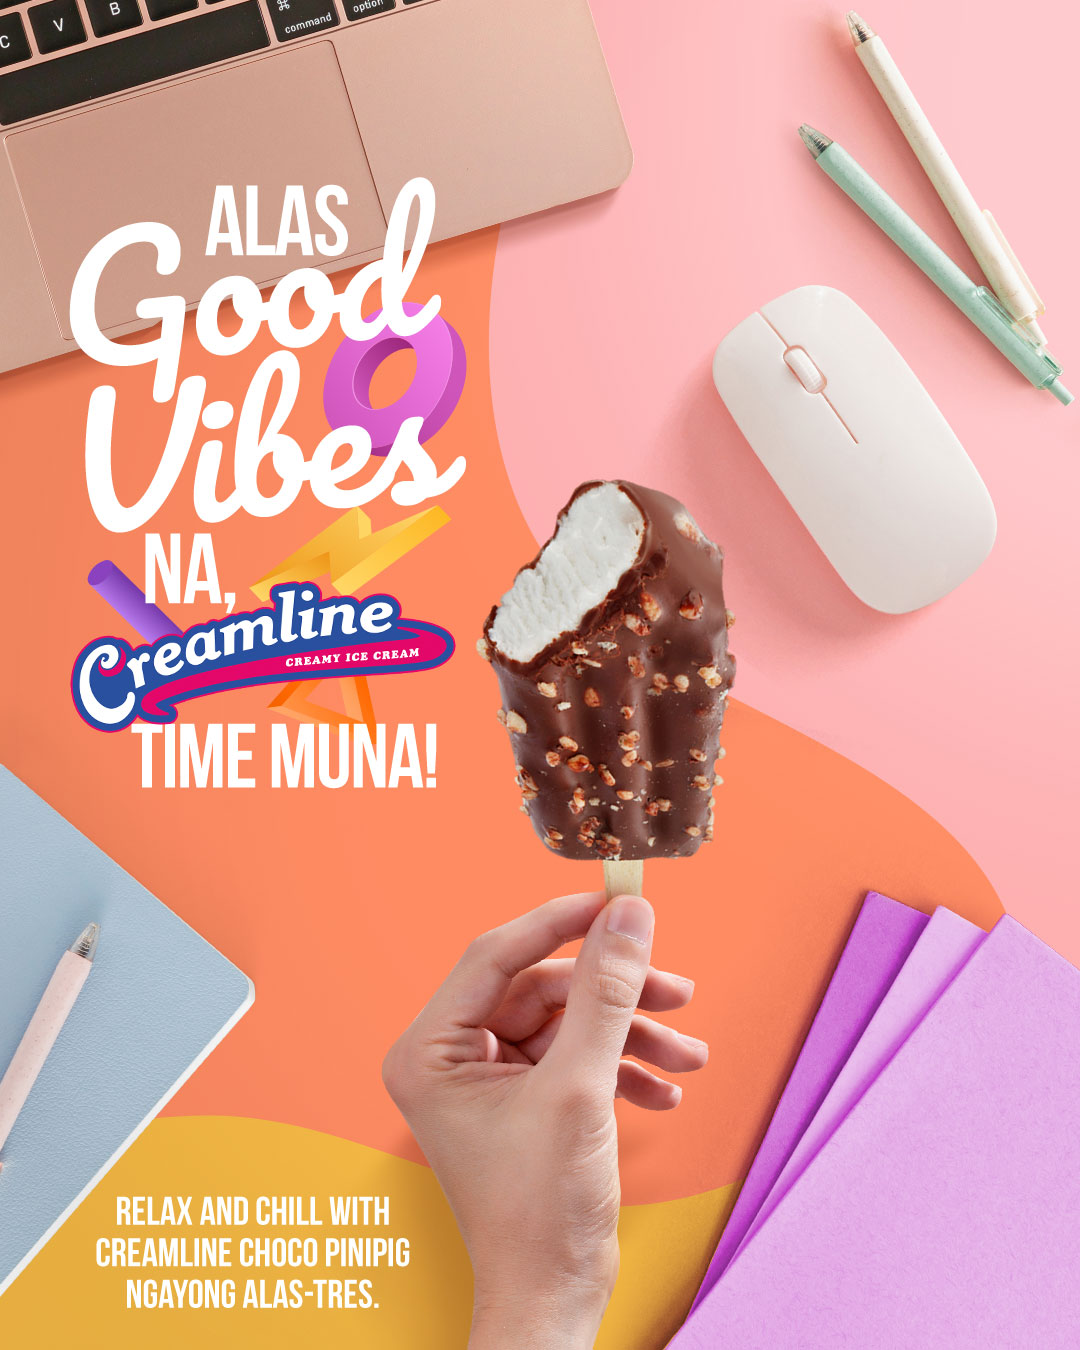 C V B ⌘ command option
ALAS
Good
Vibes
NA,
Creamline
CREAMY ICE CREAM
TIME MUNA!
RELAX AND CHILL WITH
CREAMLINE CHOCO PINIPIG
NGAYONG ALAS-TRES.